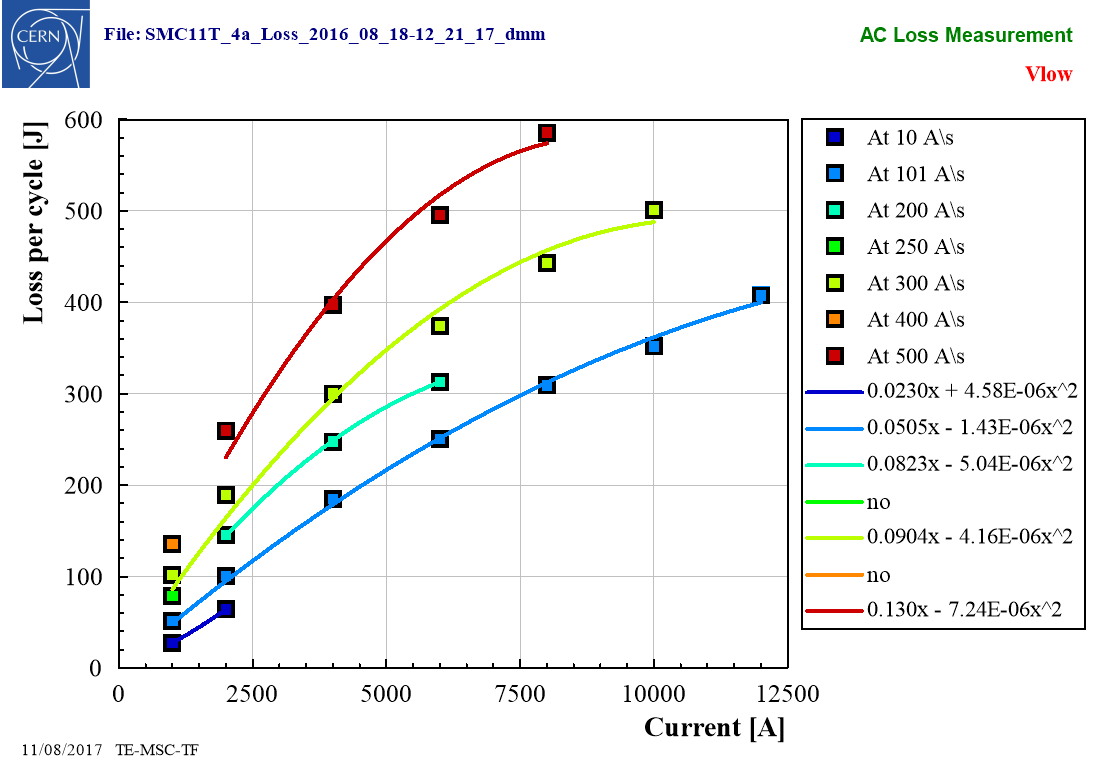 CERN
File: SMC11T_4a_Loss_2016_08_18-12_21_17_dmm
AC Loss Measurement
Vlow
Loss per cycle [J]
600
500
400
300
200
100
0
0 2500 5000 7500 10000 12500
Current [A]
At 10 A\s
At 101 A\s
At 200 A\s
At 250 A\s
At 300 A\s
At 400 A\s
At 500 A\s
0.0230x + 4.58E-06x^2
0.0505x - 1.43E-06x^2
0.0823x - 5.04E-06x^2
no
0.0904x - 4.16E-06x^2
no
0.130x - 7.24E-06x^2
11/08/2017 TE-MSC-TF